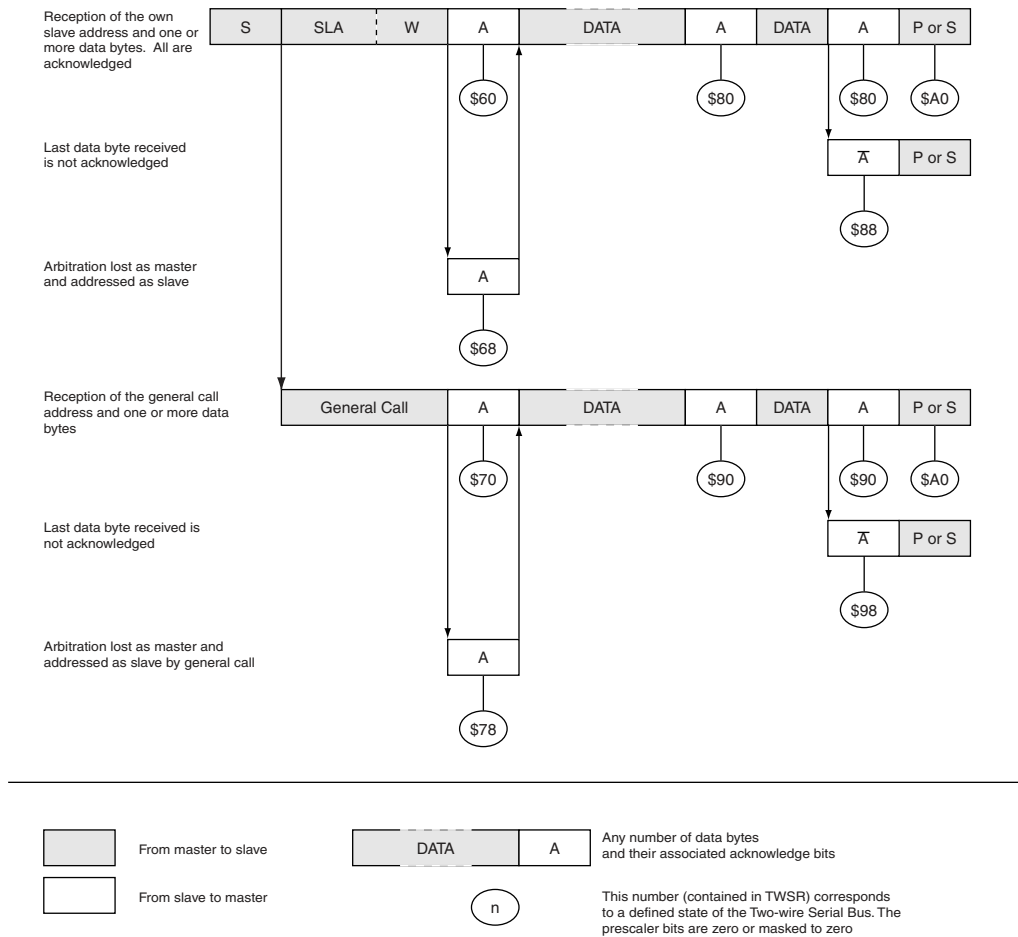 Reception of the own
slave address and one or
more data bytes. All are
acknowledged
S SLA W A DATA A DATA A P or S
$60 $80 $80 $A0
Last data byte received
is not acknowledged
A̅ P or S
$88
Arbitration lost as master
and addressed as slave
A
$68
Reception of the general call
address and one or more data
bytes
General Call A DATA A DATA A P or S
$70 $90 $90 $A0
Last data byte received is
not acknowledged
A̅ P or S
$98
Arbitration lost as master and
addressed as slave by general call
A
$78
From master to slave
DATA A
Any number of data bytes
and their associated acknowledge bits
From slave to master
n
This number (contained in TWSR) corresponds
to a defined state of the Two-wire Serial Bus. The
prescaler bits are zero or masked to zero